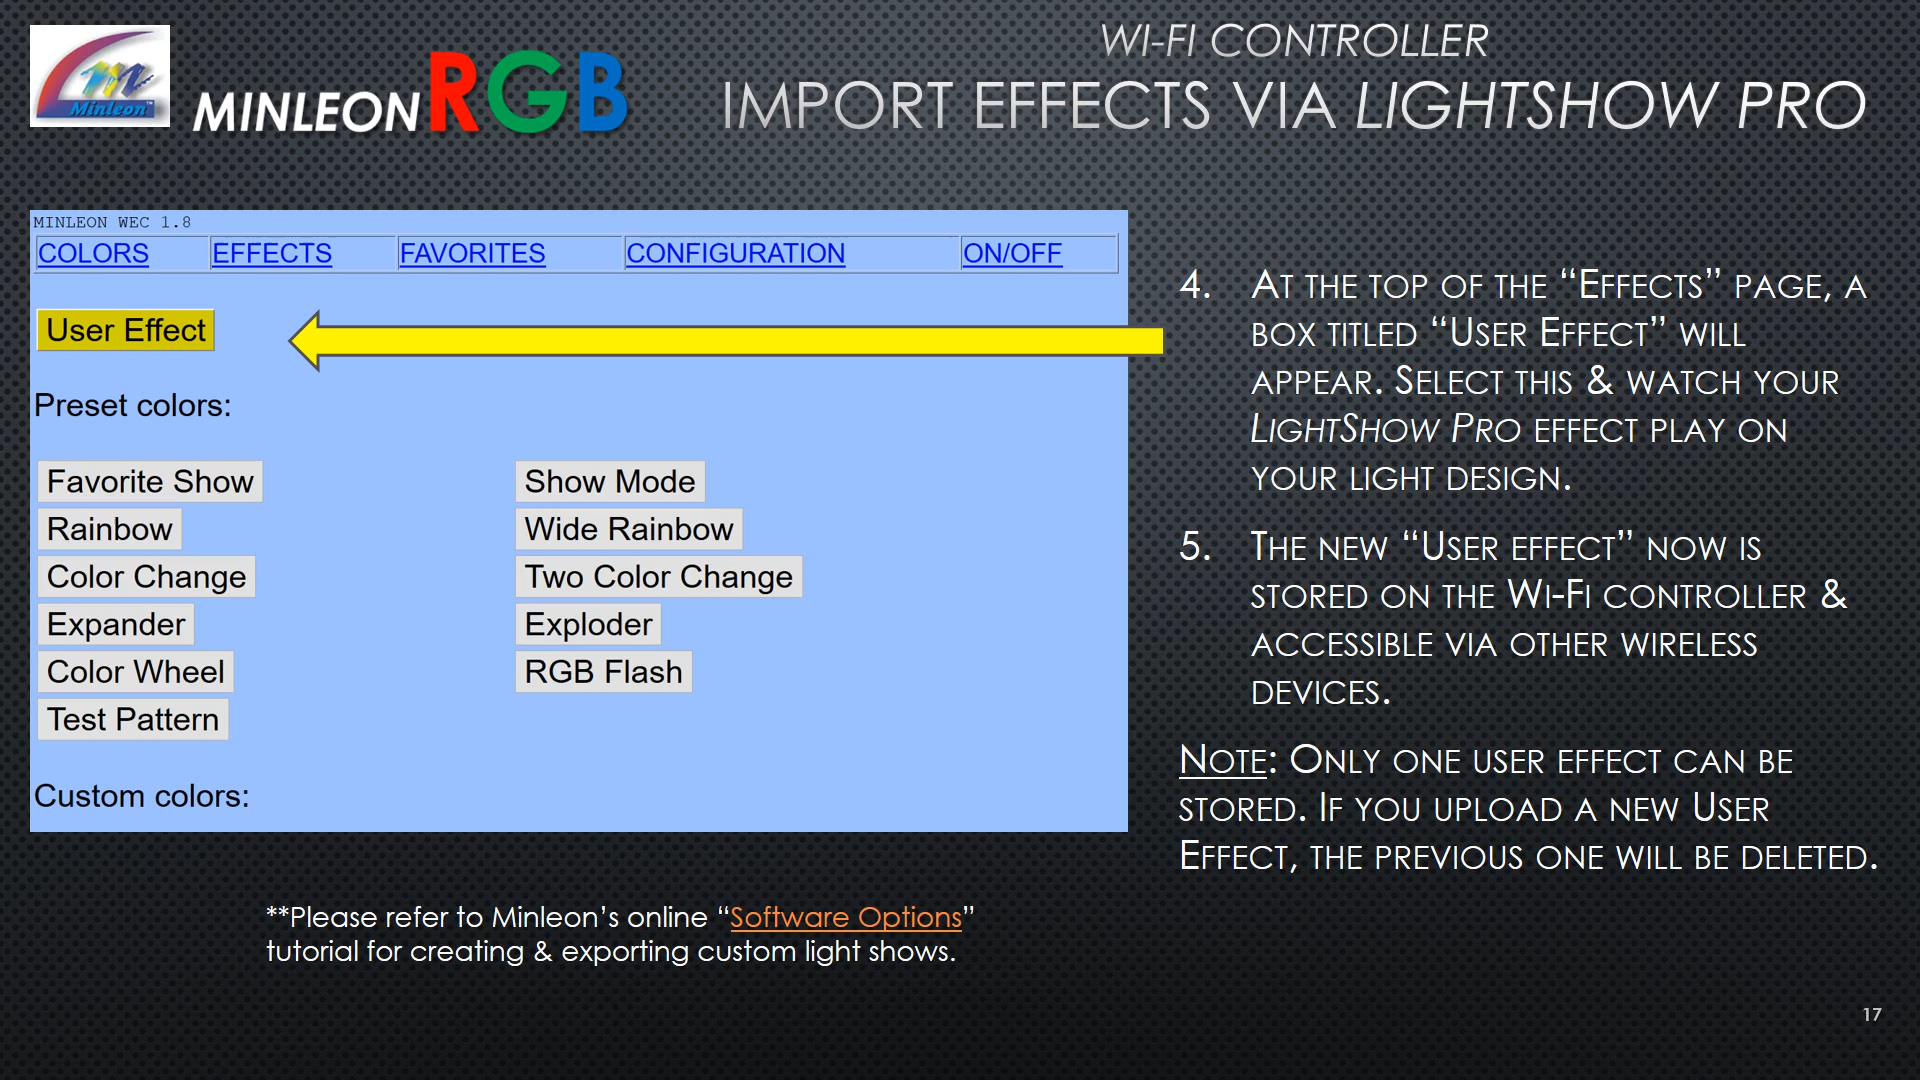 Minleon™
MINLEON RGB
WI-FI CONTROLLER
IMPORT EFFECTS VIA LIGHTSHOW PRO
MINLEON WEC 1.8
COLORS EFFECTS FAVORITES CONFIGURATION ON/OFF
User Effect
Preset colors:
Favorite Show Show Mode
Rainbow Wide Rainbow
Color Change Two Color Change
Expander Exploder
Color Wheel RGB Flash
Test Pattern
Custom colors:
4. At the top of the “Effects” page, a
box titled “User Effect” will
appear. Select this & watch your
LightShow Pro effect play on
your light design.
5. The new “User effect” now is
stored on the Wi-Fi controller &
accessible via other wireless
devices.
Note: Only one user effect can be
stored. If you upload a new User
Effect, the previous one will be deleted.
**Please refer to Minleon’s online “Software Options”
tutorial for creating & exporting custom light shows.
17